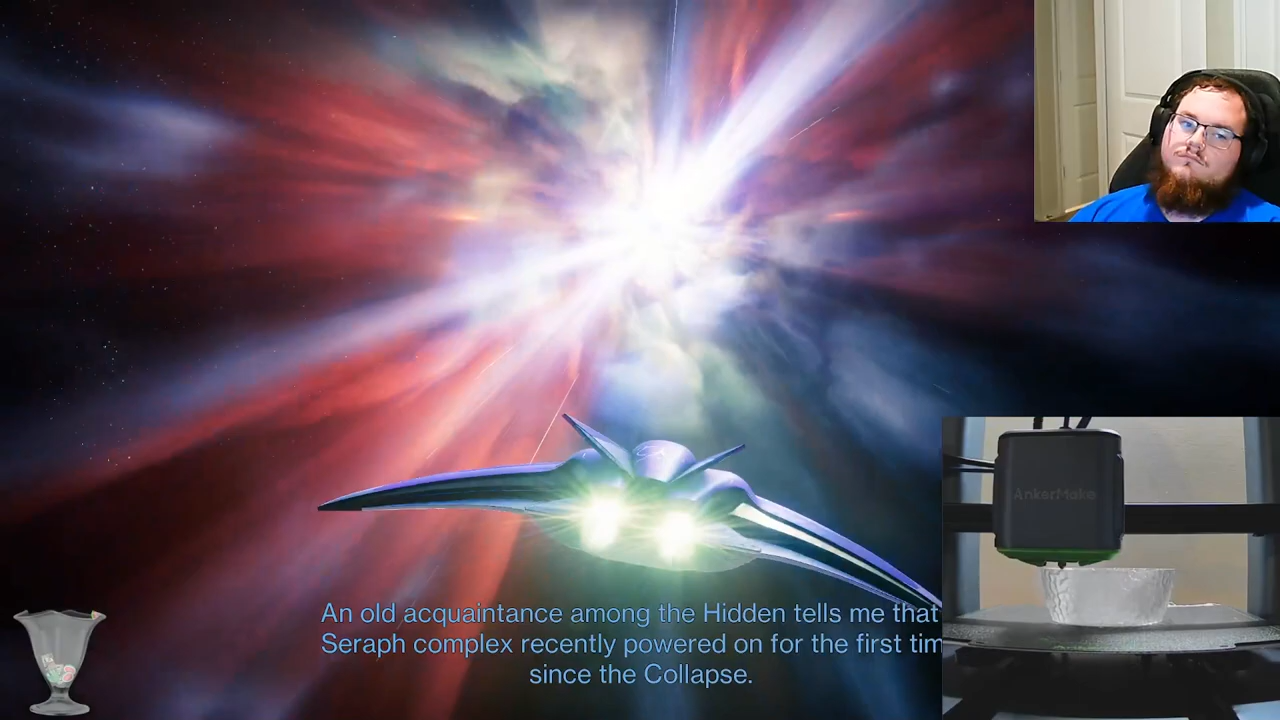 AnkerMake
An old acquaintance among the Hidden tells me that
Seraph complex recently powered on for the first tim
since the Collapse.